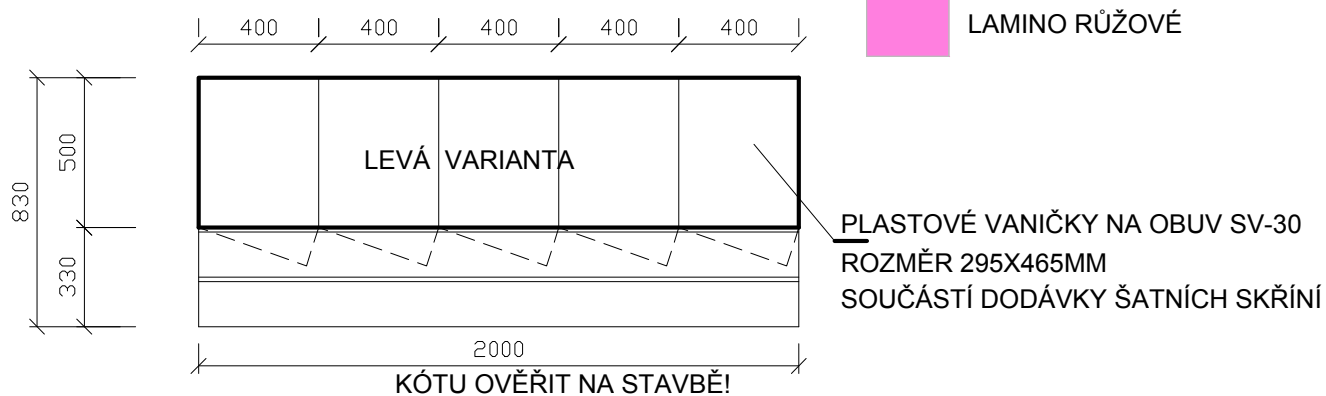 400 400 400 400 400
LAMINO RŮŽOVÉ
500
LEVÁ VARIANTA
830
330
PLASTOVÉ VANIČKY NA OBUV SV-30
ROZMĚR 295X465MM
SOUČÁSTÍ DODÁVKY ŠATNÍCH SKŘÍNÍ
2000
KÓTU OVĚŘIT NA STAVBĚ!